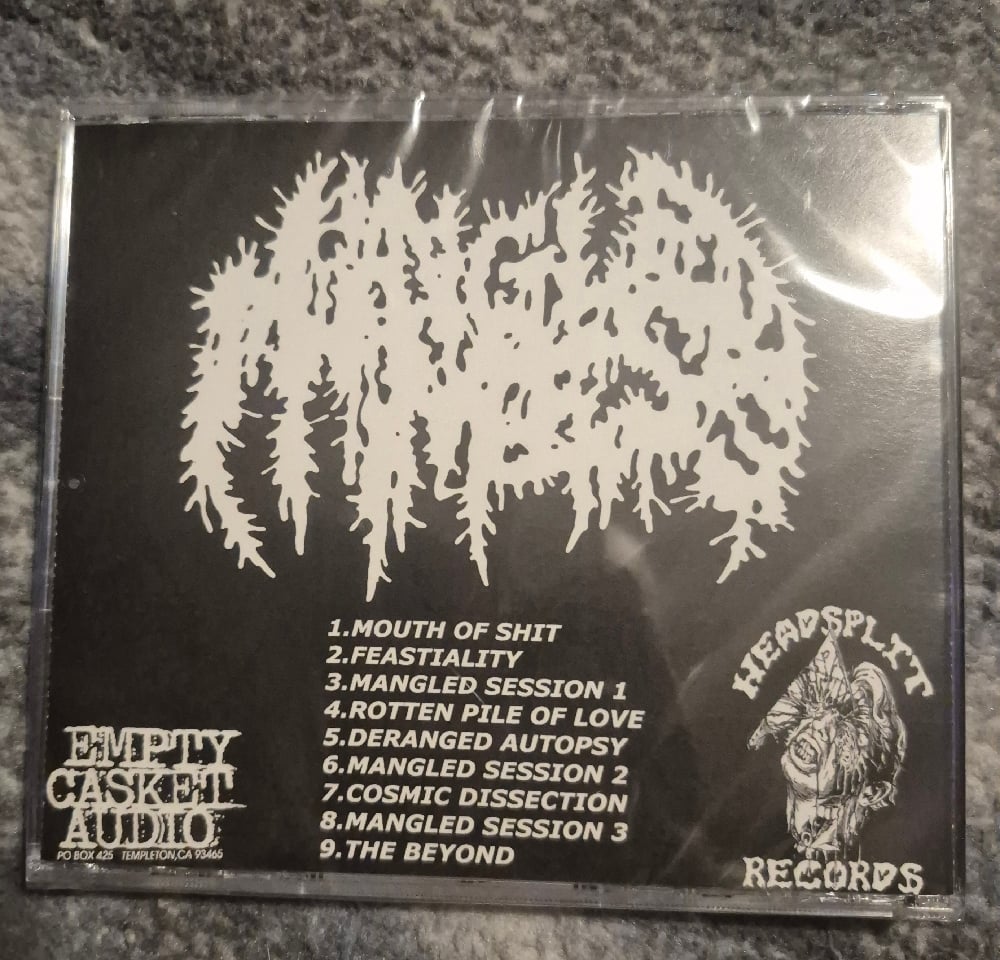 1.MOUTH OF SHIT
2.FEASTIALITY
3.MANGLED SESSION 1
4.ROTTEN PILE OF LOVE
5.DERANGED AUTOPSY
6.MANGLED SESSION 2
7.COSMIC DISSECTION
8.MANGLED SESSION 3
9.THE BEYOND
EMPTY
CASKET
AUDIO
PO BOX 425 TEMPLETON,CA 93465
HEADSPLIT
RECORDS